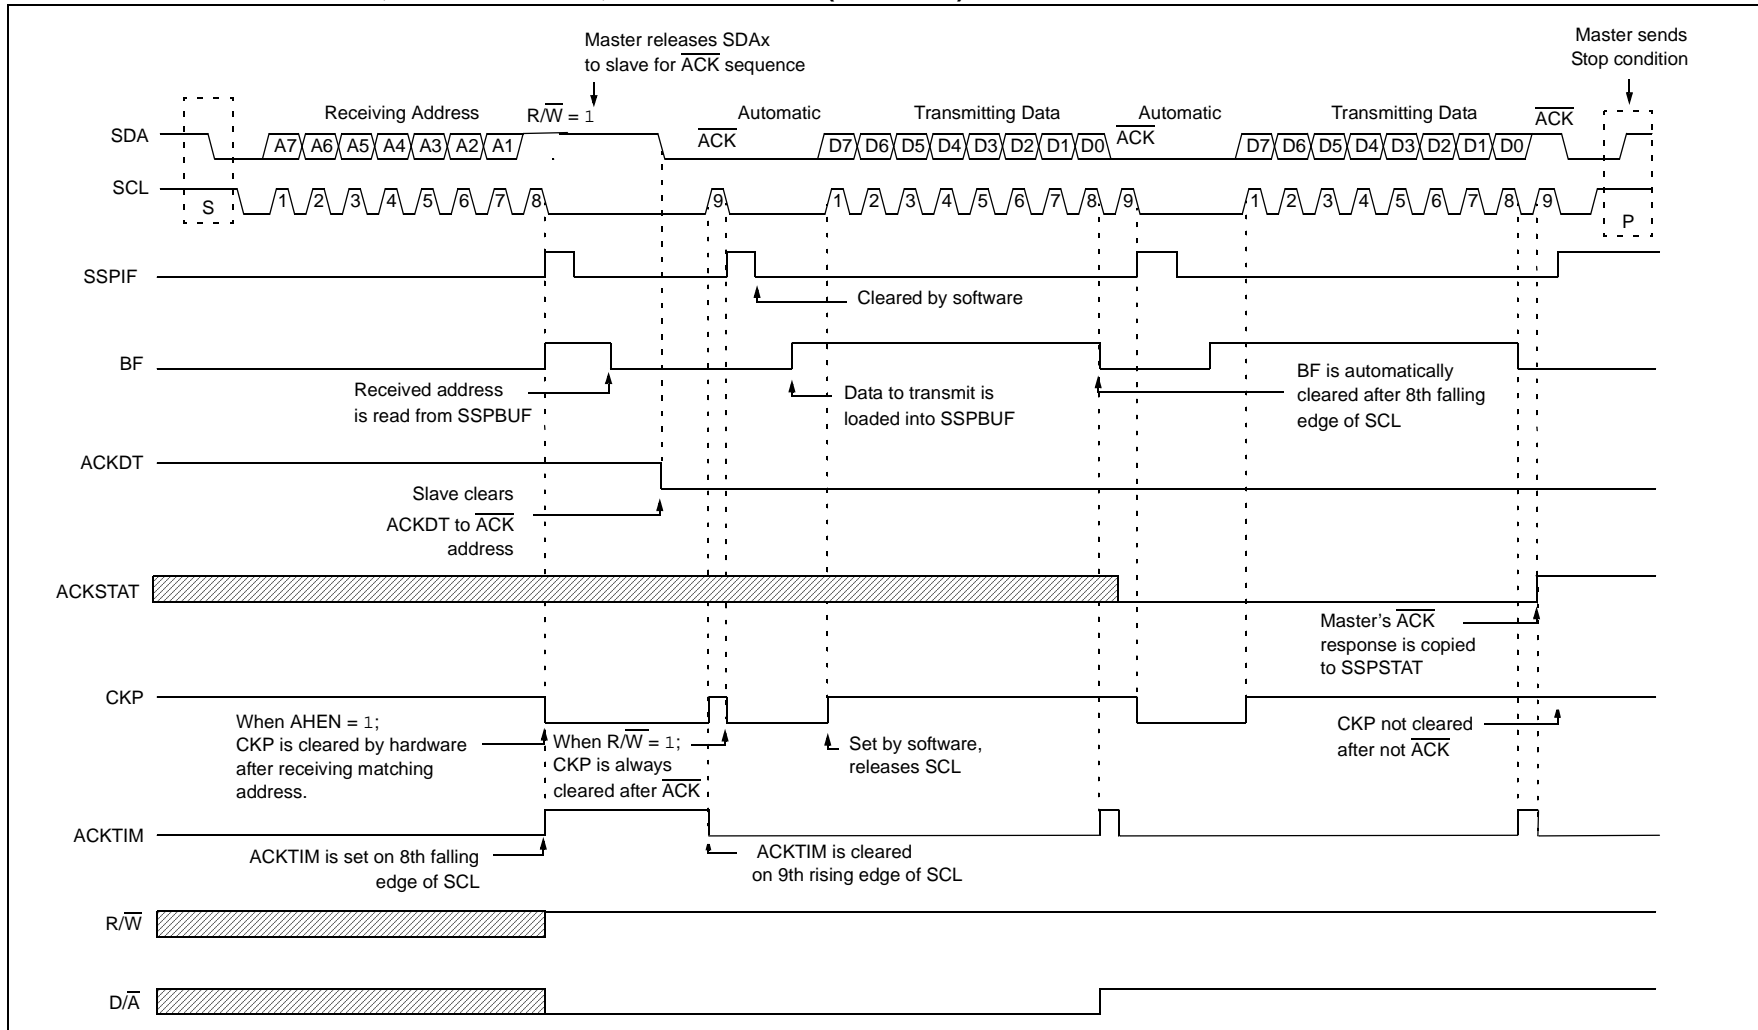 Master releases SDAx
to slave for ACK sequence
Master sends
Stop condition
Receiving Address
R/W = 1
Automatic
Transmitting Data
Automatic
Transmitting Data
ACK
SDA
A7 A6 A5 A4 A3 A2 A1
ACK
D7 D6 D5 D4 D3 D2 D1 D0
ACK
D7 D6 D5 D4 D3 D2 D1 D0
SCL
S
1 2 3 4 5 6 7 8 9
1 2 3 4 5 6 7 8 9
1 2 3 4 5 6 7 8 9
P
SSPIF
Cleared by software
BF
Received address
is read from SSPBUF
Data to transmit is
loaded into SSPBUF
BF is automatically
cleared after 8th falling
edge of SCL
ACKDT
Slave clears
ACKDT to ACK
address
ACKSTAT
Master's ACK
response is copied
to SSPSTAT
CKP
When AHEN = 1;
CKP is cleared by hardware
after receiving matching
address.
When R/W = 1;
CKP is always
cleared after ACK
Set by software,
releases SCL
CKP not cleared
after not ACK
ACKTIM
ACKTIM is set on 8th falling
edge of SCL
ACKTIM is cleared
on 9th rising edge of SCL
R/W
D/A